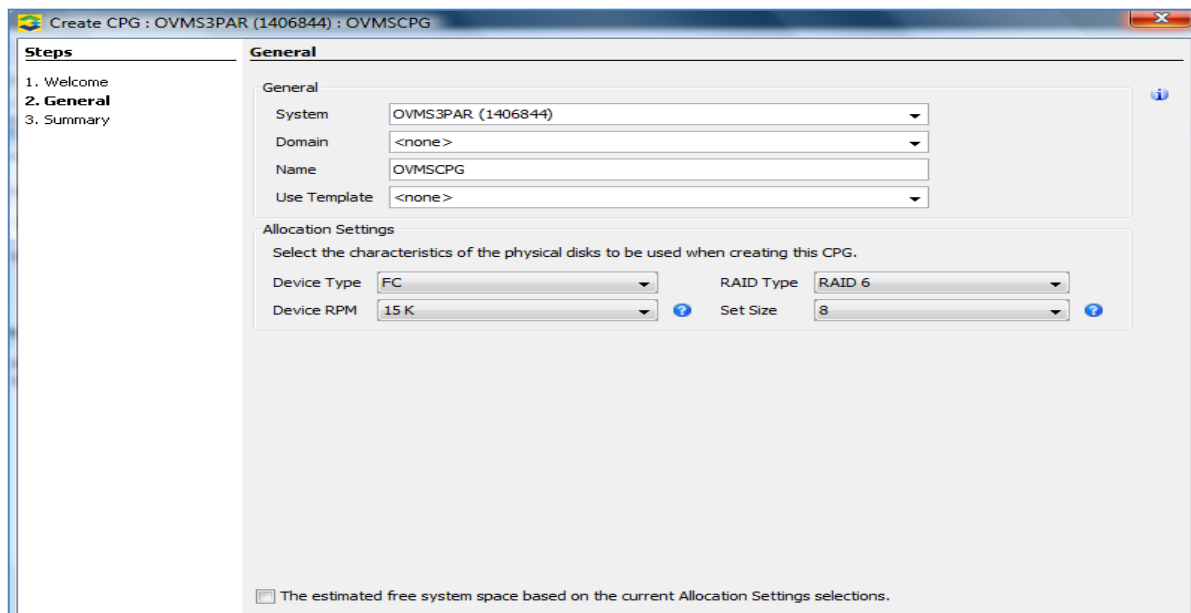 Create CPG : OVMS3PAR (1406844) : OVMSCPG
Steps
1. Welcome
2. General
3. Summary
General
General
System OVMS3PAR (1406844)
Domain <none>
Name OVMSCPG
Use Template <none>
Allocation Settings
Select the characteristics of the physical disks to be used when creating this CPG.
Device Type FC RAID Type RAID 6
Device RPM 15 K Set Size 8
The estimated free system space based on the current Allocation Settings selections.